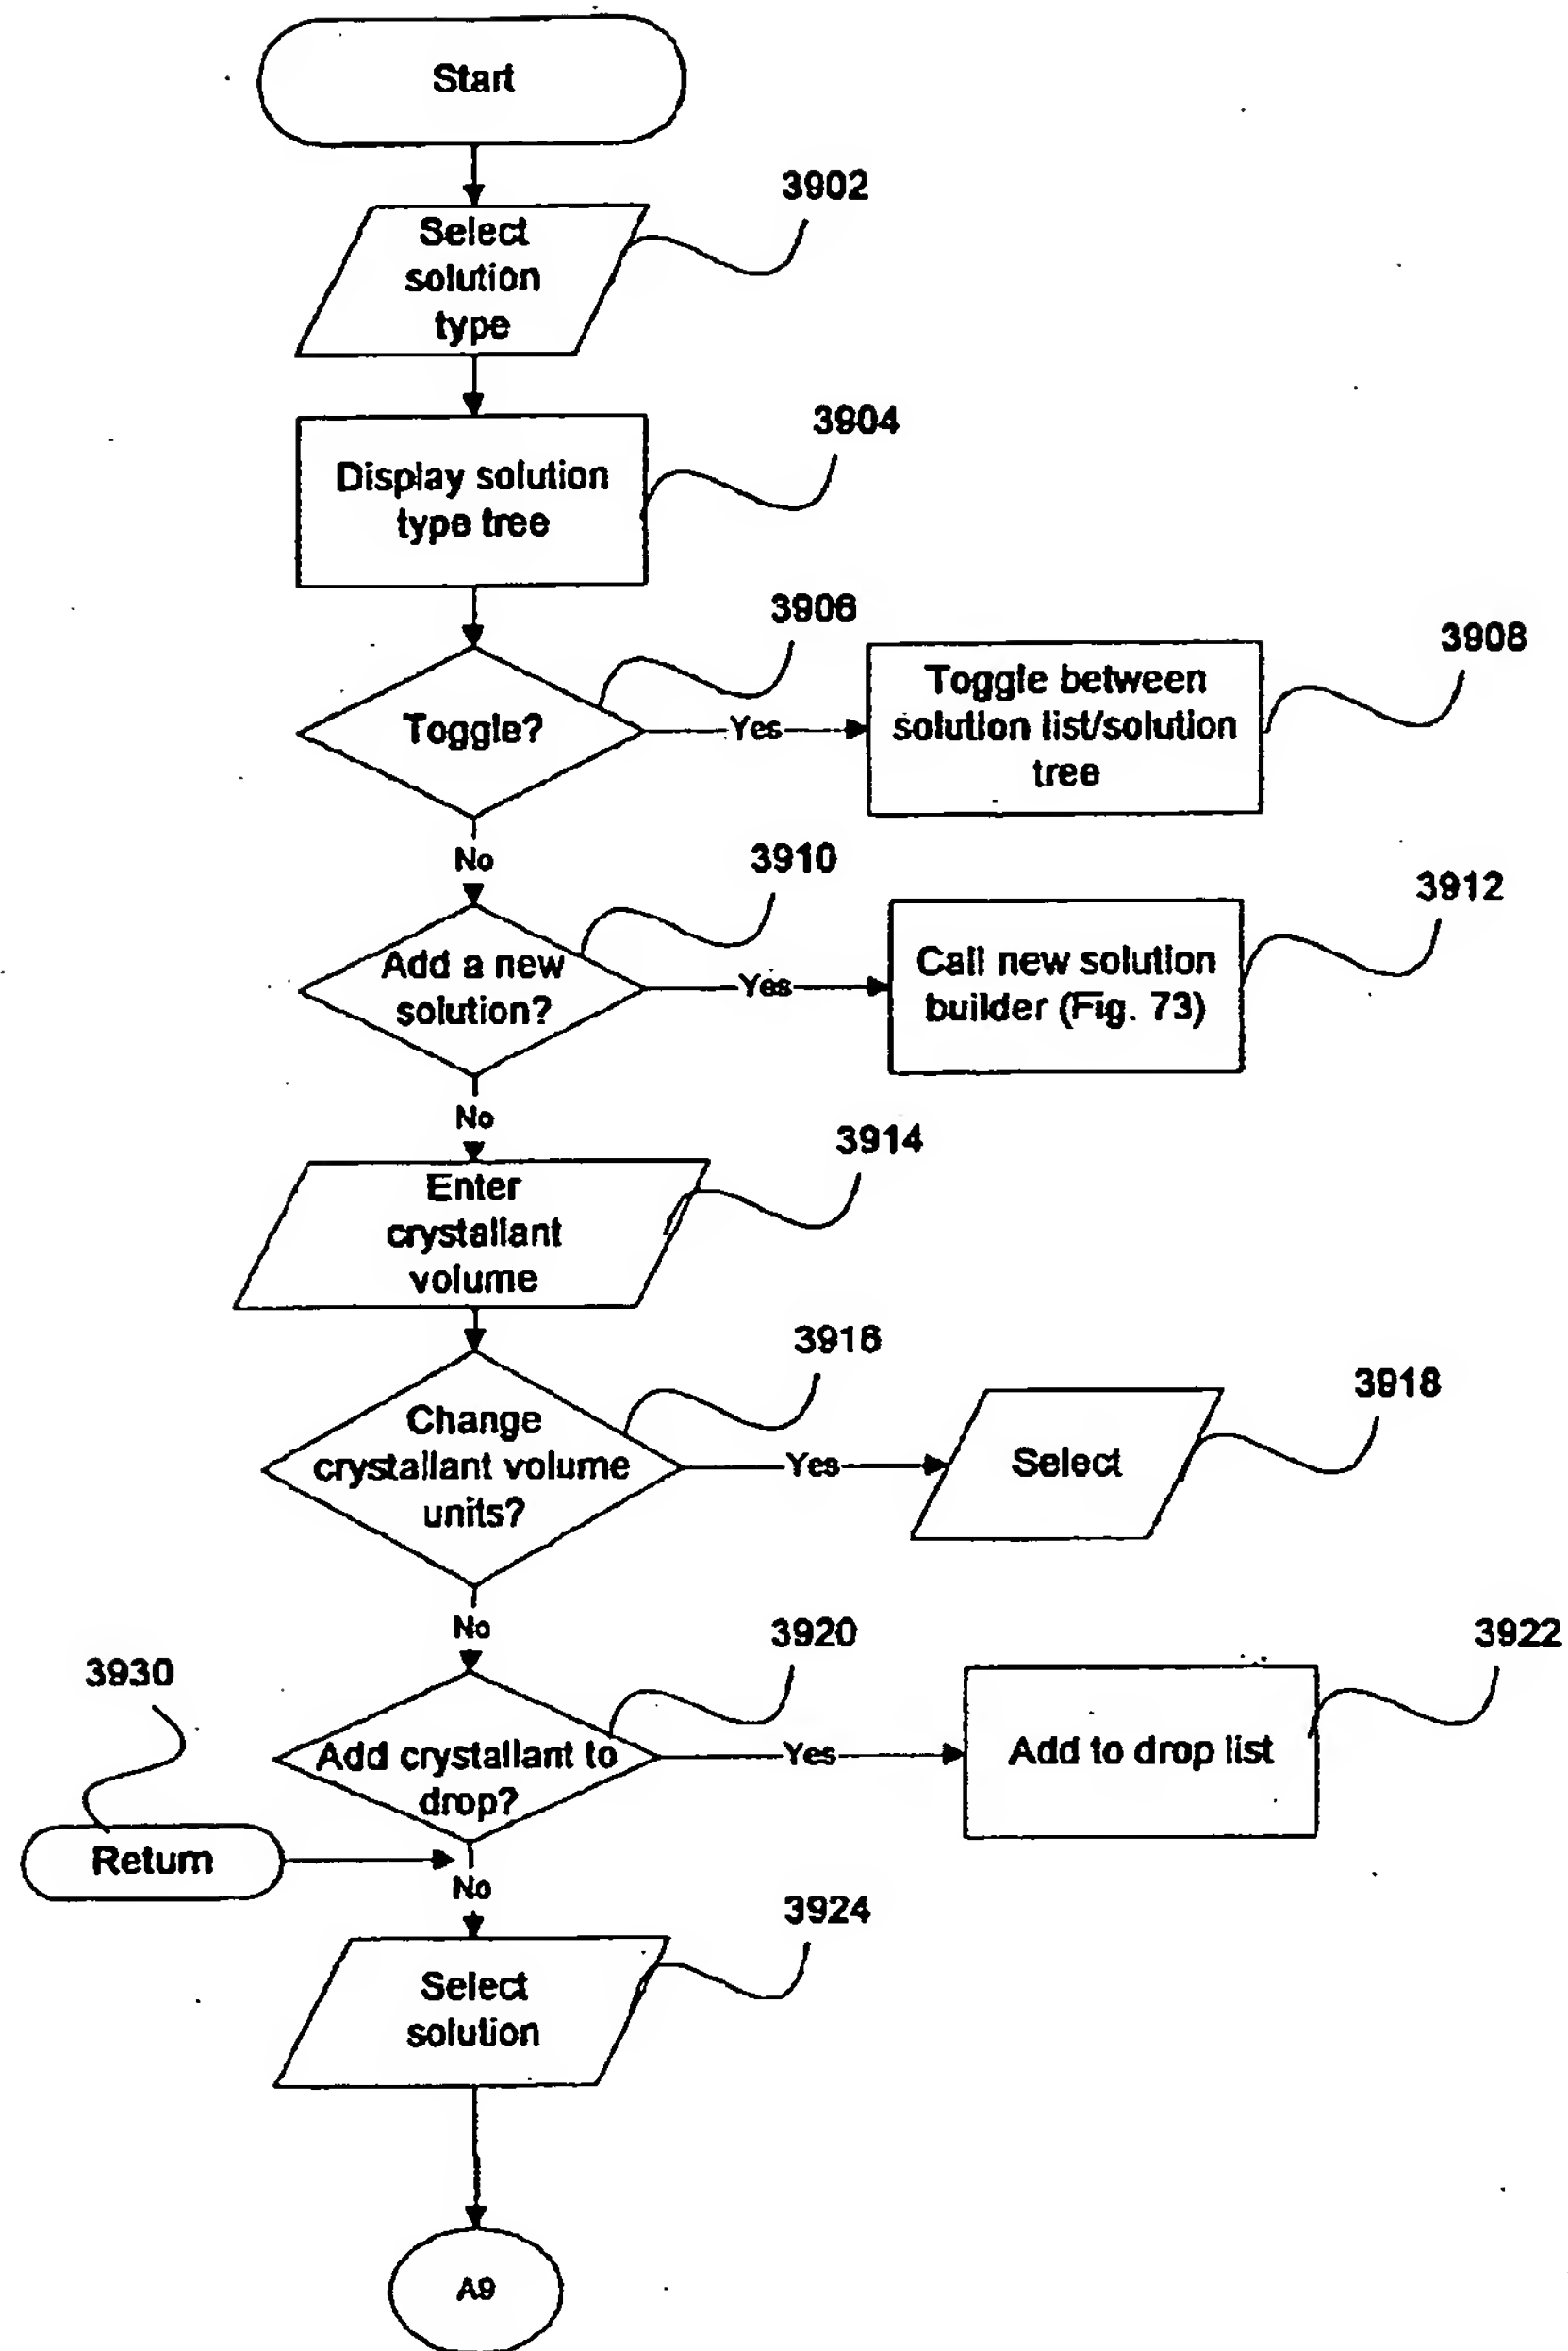 Start
3902
Select
solution
type
3904
Display solution
type tree
3906
Toggle?
Yes
Toggle between
solution list/solution
tree
3908
No
3910
Add a new
solution?
Yes
Call new solution
builder (Fig. 73)
3912
No
3914
Enter
crystallant
volume
3916
Change
crystallant volume
units?
Yes
Select
3918
No
3920
Add crystallant to
drop?
Yes
Add to drop list
3922
3930
Return
No
3924
Select
solution
A9